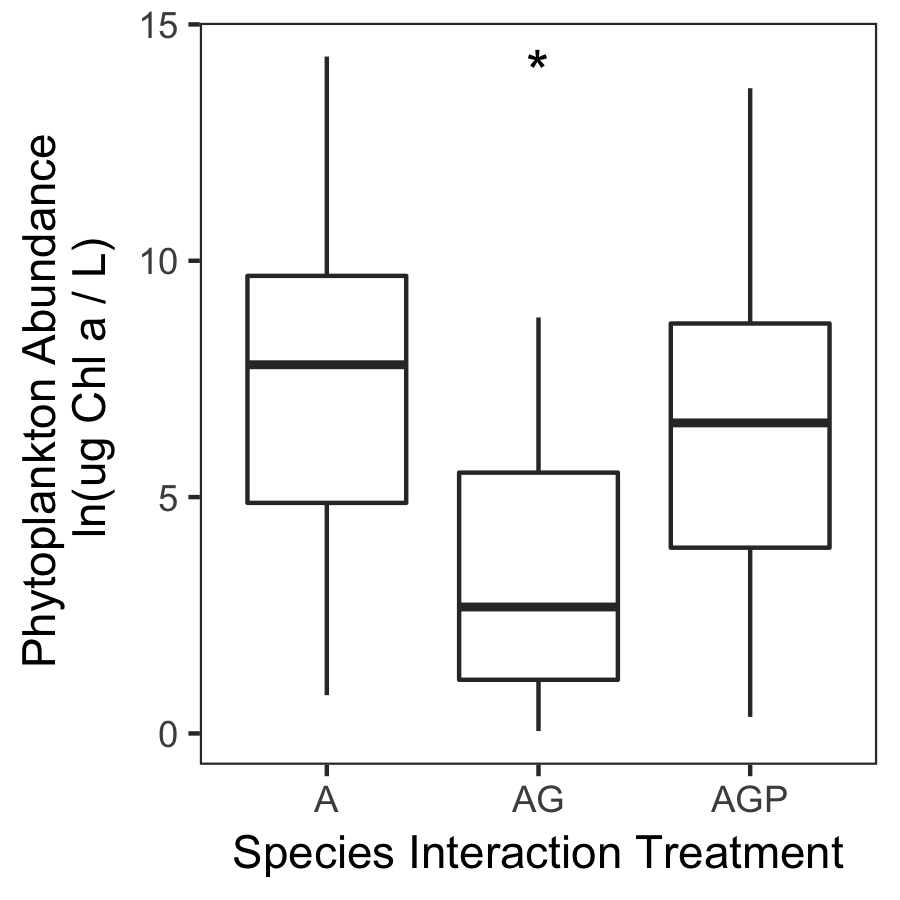 Phytoplankton Abundance
ln(ug Chl a / L)
15
10
5
0
*
A AG AGP
Species Interaction Treatment